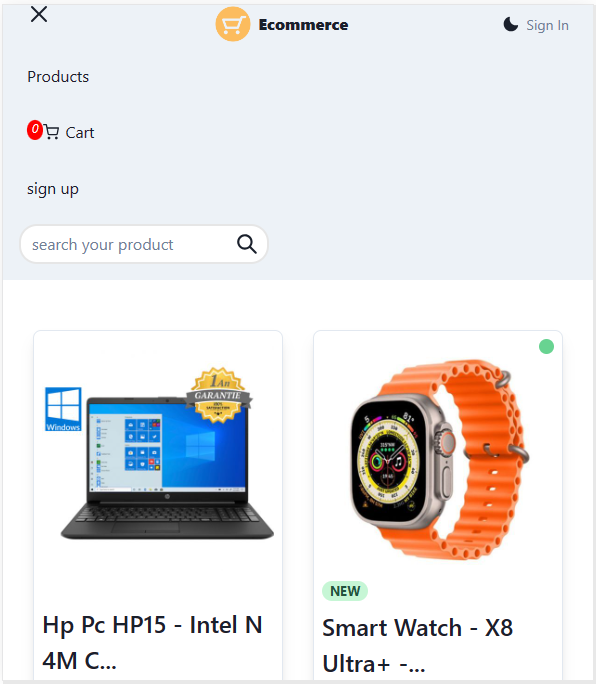 Ecommerce
Sign In
Products
0 Cart
sign up
search your product
1 An
GARANTIE
Windows
NEW
Hp Pc HP15 - Intel N
4M C...
Smart Watch - X8
Ultra+ -...